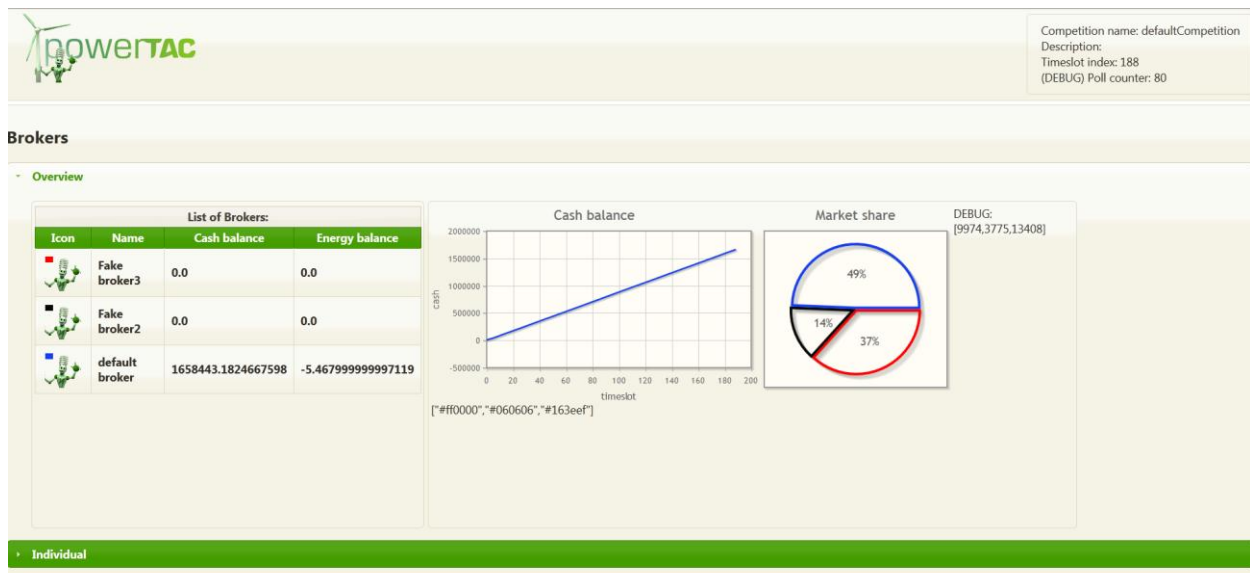 powerTAC
Competition name: defaultCompetition
Description:
Timeslot index: 188
(DEBUG) Poll counter: 80
Brokers
Overview
List of Brokers:
Icon Name Cash balance Energy balance
Fake broker3 0.0 0.0
Fake broker2 0.0 0.0
default broker 1658443.1824667598 -5.467999999997119
Cash balance
2000000
1500000
1000000
500000
0
-500000
cash
0 20 40 60 80 100 120 140 160 180 200
timeslot
["#ff0000","#060606","#163eef"]
Market share
49%
14%
37%
DEBUG:
[9974,3775,13408]
Individual